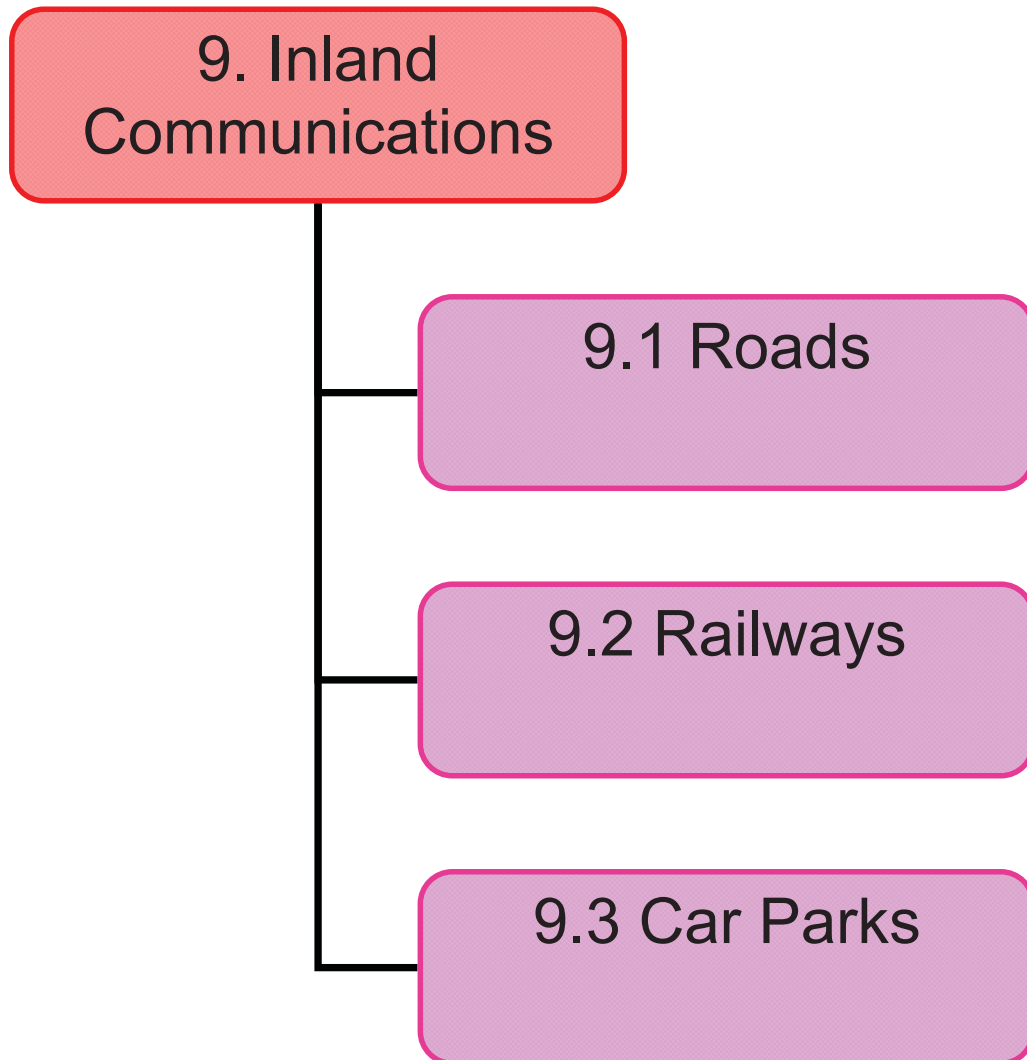 9. Inland
Communications
9.1 Roads
9.2 Railways
9.3 Car Parks